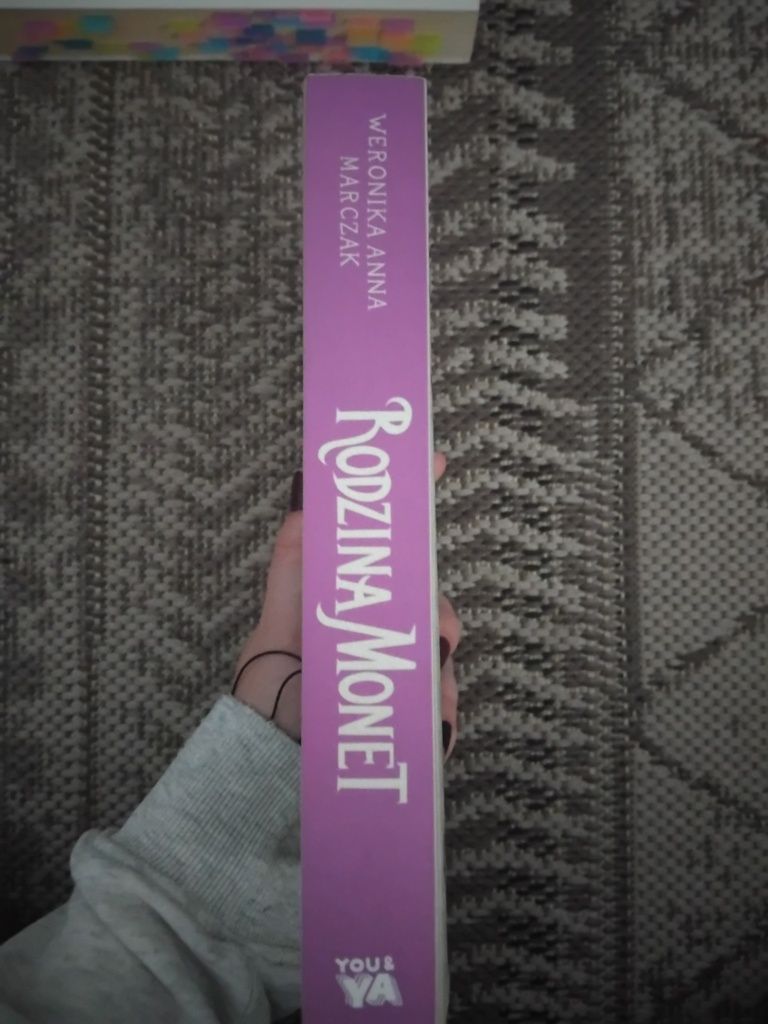 WERONIKA ANNA
MARCZAK
RODZINA MONET
YOU&
YA